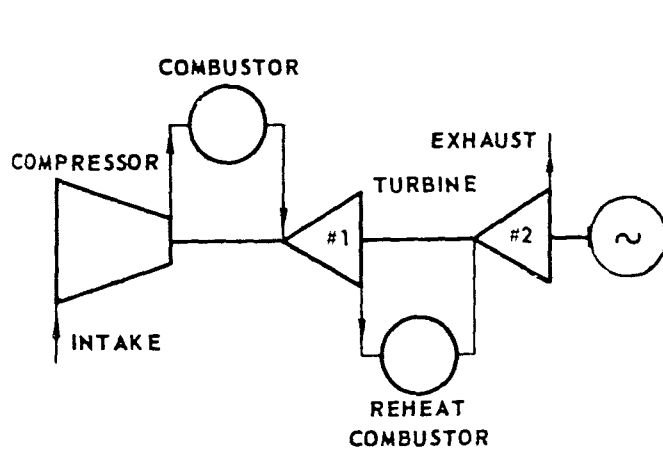 COMBUSTOR
COMPRESSOR
EXHAUST
TURBINE
#1
#2
~
INTAKE
REHEAT
COMBUSTOR